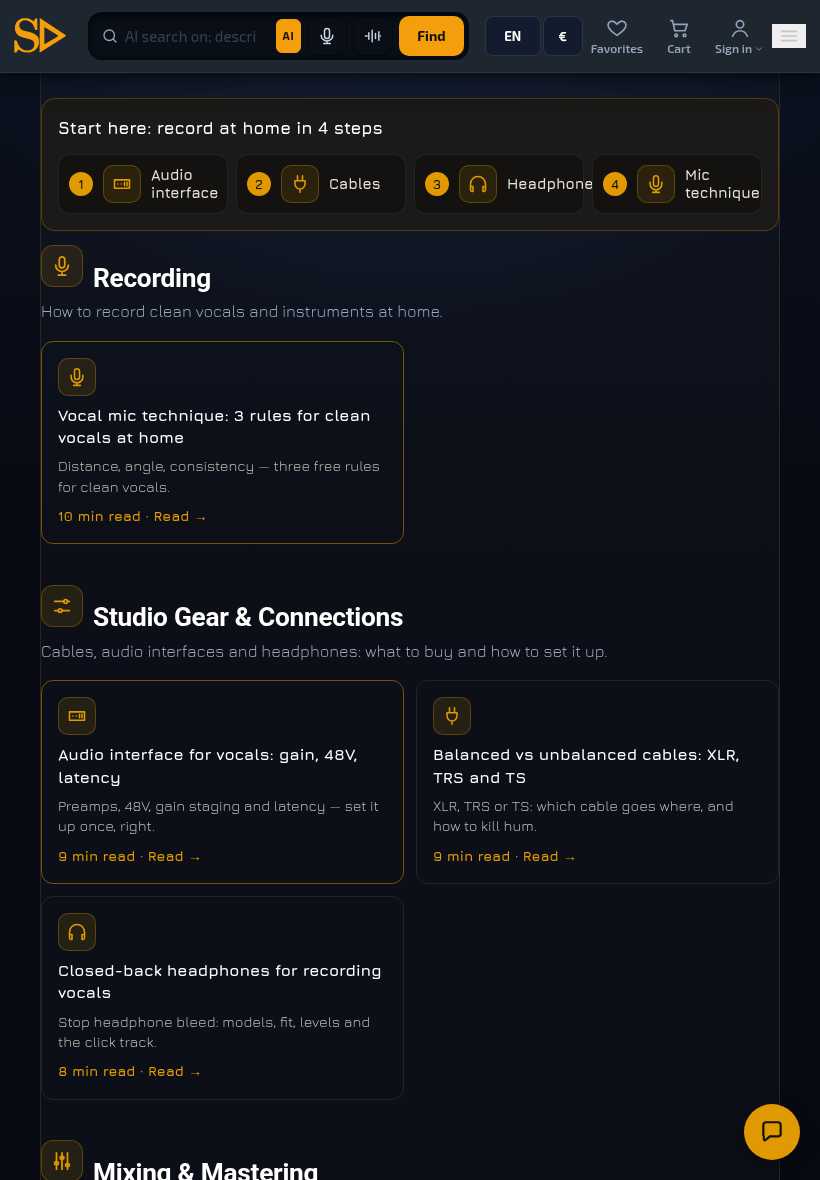 SD
AI search on: descri
AI
Find
EN
€
Favorites
Cart
Sign in
Start here: record at home in 4 steps
1
Audio
interface
2
Cables
3
Headphone
4
Mic
technique
Recording
How to record clean vocals and instruments at home.
Vocal mic technique: 3 rules for clean
vocals at home
Distance, angle, consistency — three free rules
for clean vocals.
10 min read · Read →
Studio Gear & Connections
Cables, audio interfaces and headphones: what to buy and how to set it up.
Audio interface for vocals: gain, 48V,
latency
Preamps, 48V, gain staging and latency — set it
up once, right.
9 min read · Read →
Balanced vs unbalanced cables: XLR,
TRS and TS
XLR, TRS or TS: which cable goes where, and
how to kill hum.
9 min read · Read →
Closed-back headphones for recording
vocals
Stop headphone bleed: models, fit, levels and
the click track.
8 min read · Read →
Mixing & Mastering